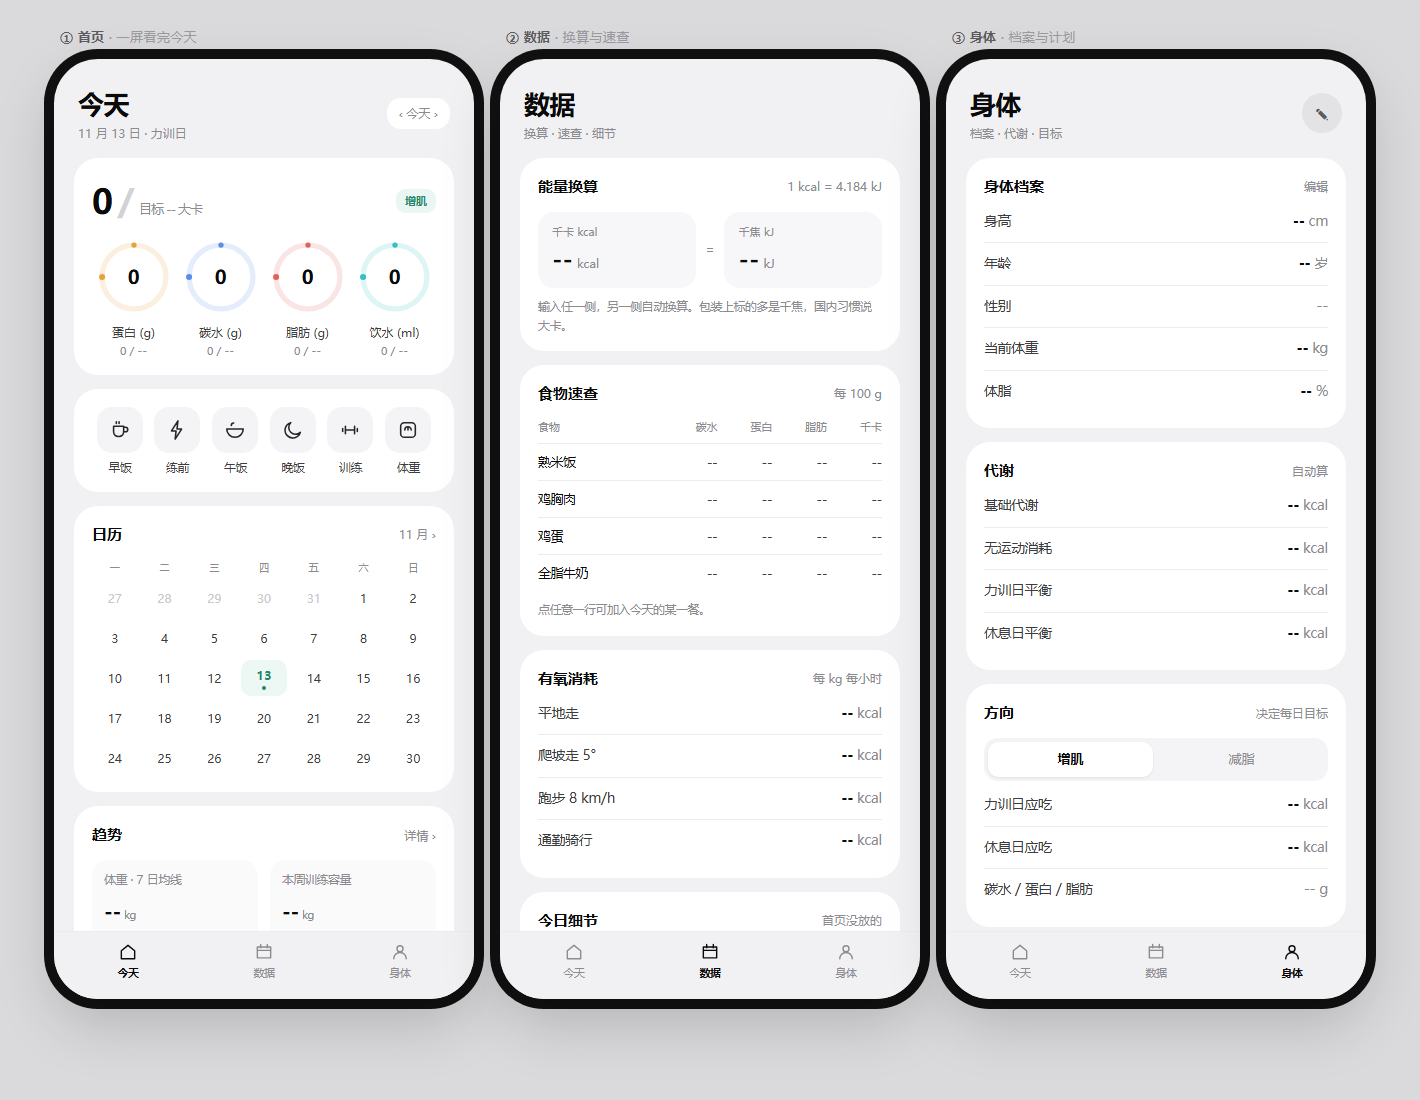 ① 首页 · 一屏看完今天
今天
11 月 13 日 · 力训日
‹ 今天 ›
0 / 目标 -- 大卡
增肌
0 0 0 0
蛋白 (g) 碳水 (g) 脂肪 (g) 饮水 (ml)
0 / -- 0 / -- 0 / -- 0 / --
早饭 练前 午饭 晚饭 训练 体重
日历
11 月 ›
一 二 三 四 五 六 日
27 28 29 30 31 1 2
3 4 5 6 7 8 9
10 11 12 13 14 15 16
17 18 19 20 21 22 23
24 25 26 27 28 29 30
趋势
详情 ›
体重 · 7 日均线
-- kg
本周训练容量
-- kg
今天 数据 身体
② 数据 · 换算与速查
数据
换算 · 速查 · 细节
能量换算
1 kcal = 4.184 kJ
千卡 kcal
-- kcal
=
千焦 kJ
-- kJ
输入任一侧，另一侧自动换算。包装上标的多是千焦，国内习惯说
大卡。
食物速查
每 100 g
食物 碳水 蛋白 脂肪 千卡
熟米饭 -- -- -- --
鸡胸肉 -- -- -- --
鸡蛋 -- -- -- --
全脂牛奶 -- -- -- --
点任意一行可加入今天的某一餐。
有氧消耗
每 kg 每小时
平地走 -- kcal
爬坡走 5° -- kcal
跑步 8 km/h -- kcal
通勤骑行 -- kcal
今日细节
首页没放的
今天 数据 身体
③ 身体 · 档案与计划
身体
档案 · 代谢 · 目标
身体档案
编辑
身高 -- cm
年龄 -- 岁
性别 --
当前体重 -- kg
体脂 -- %
代谢
自动算
基础代谢 -- kcal
无运动消耗 -- kcal
力训日平衡 -- kcal
休息日平衡 -- kcal
方向
决定每日目标
增肌 减脂
力训日应吃 -- kcal
休息日应吃 -- kcal
碳水 / 蛋白 / 脂肪 -- g
今天 数据 身体